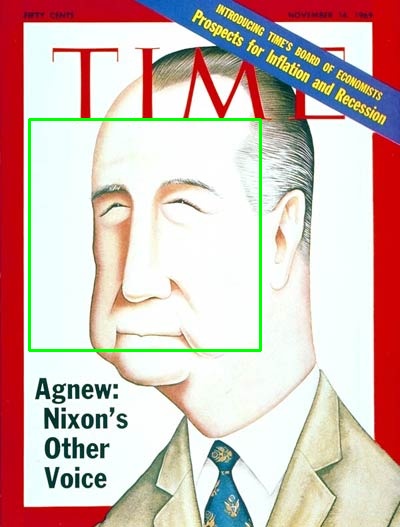 FIFTY CENTS
NOVEMBER 14, 1969
INTRODUCING TIME'S BOARD OF ECONOMISTS
Prospects for Inflation and Recession
TIME
Agnew:
Nixon's
Other
Voice